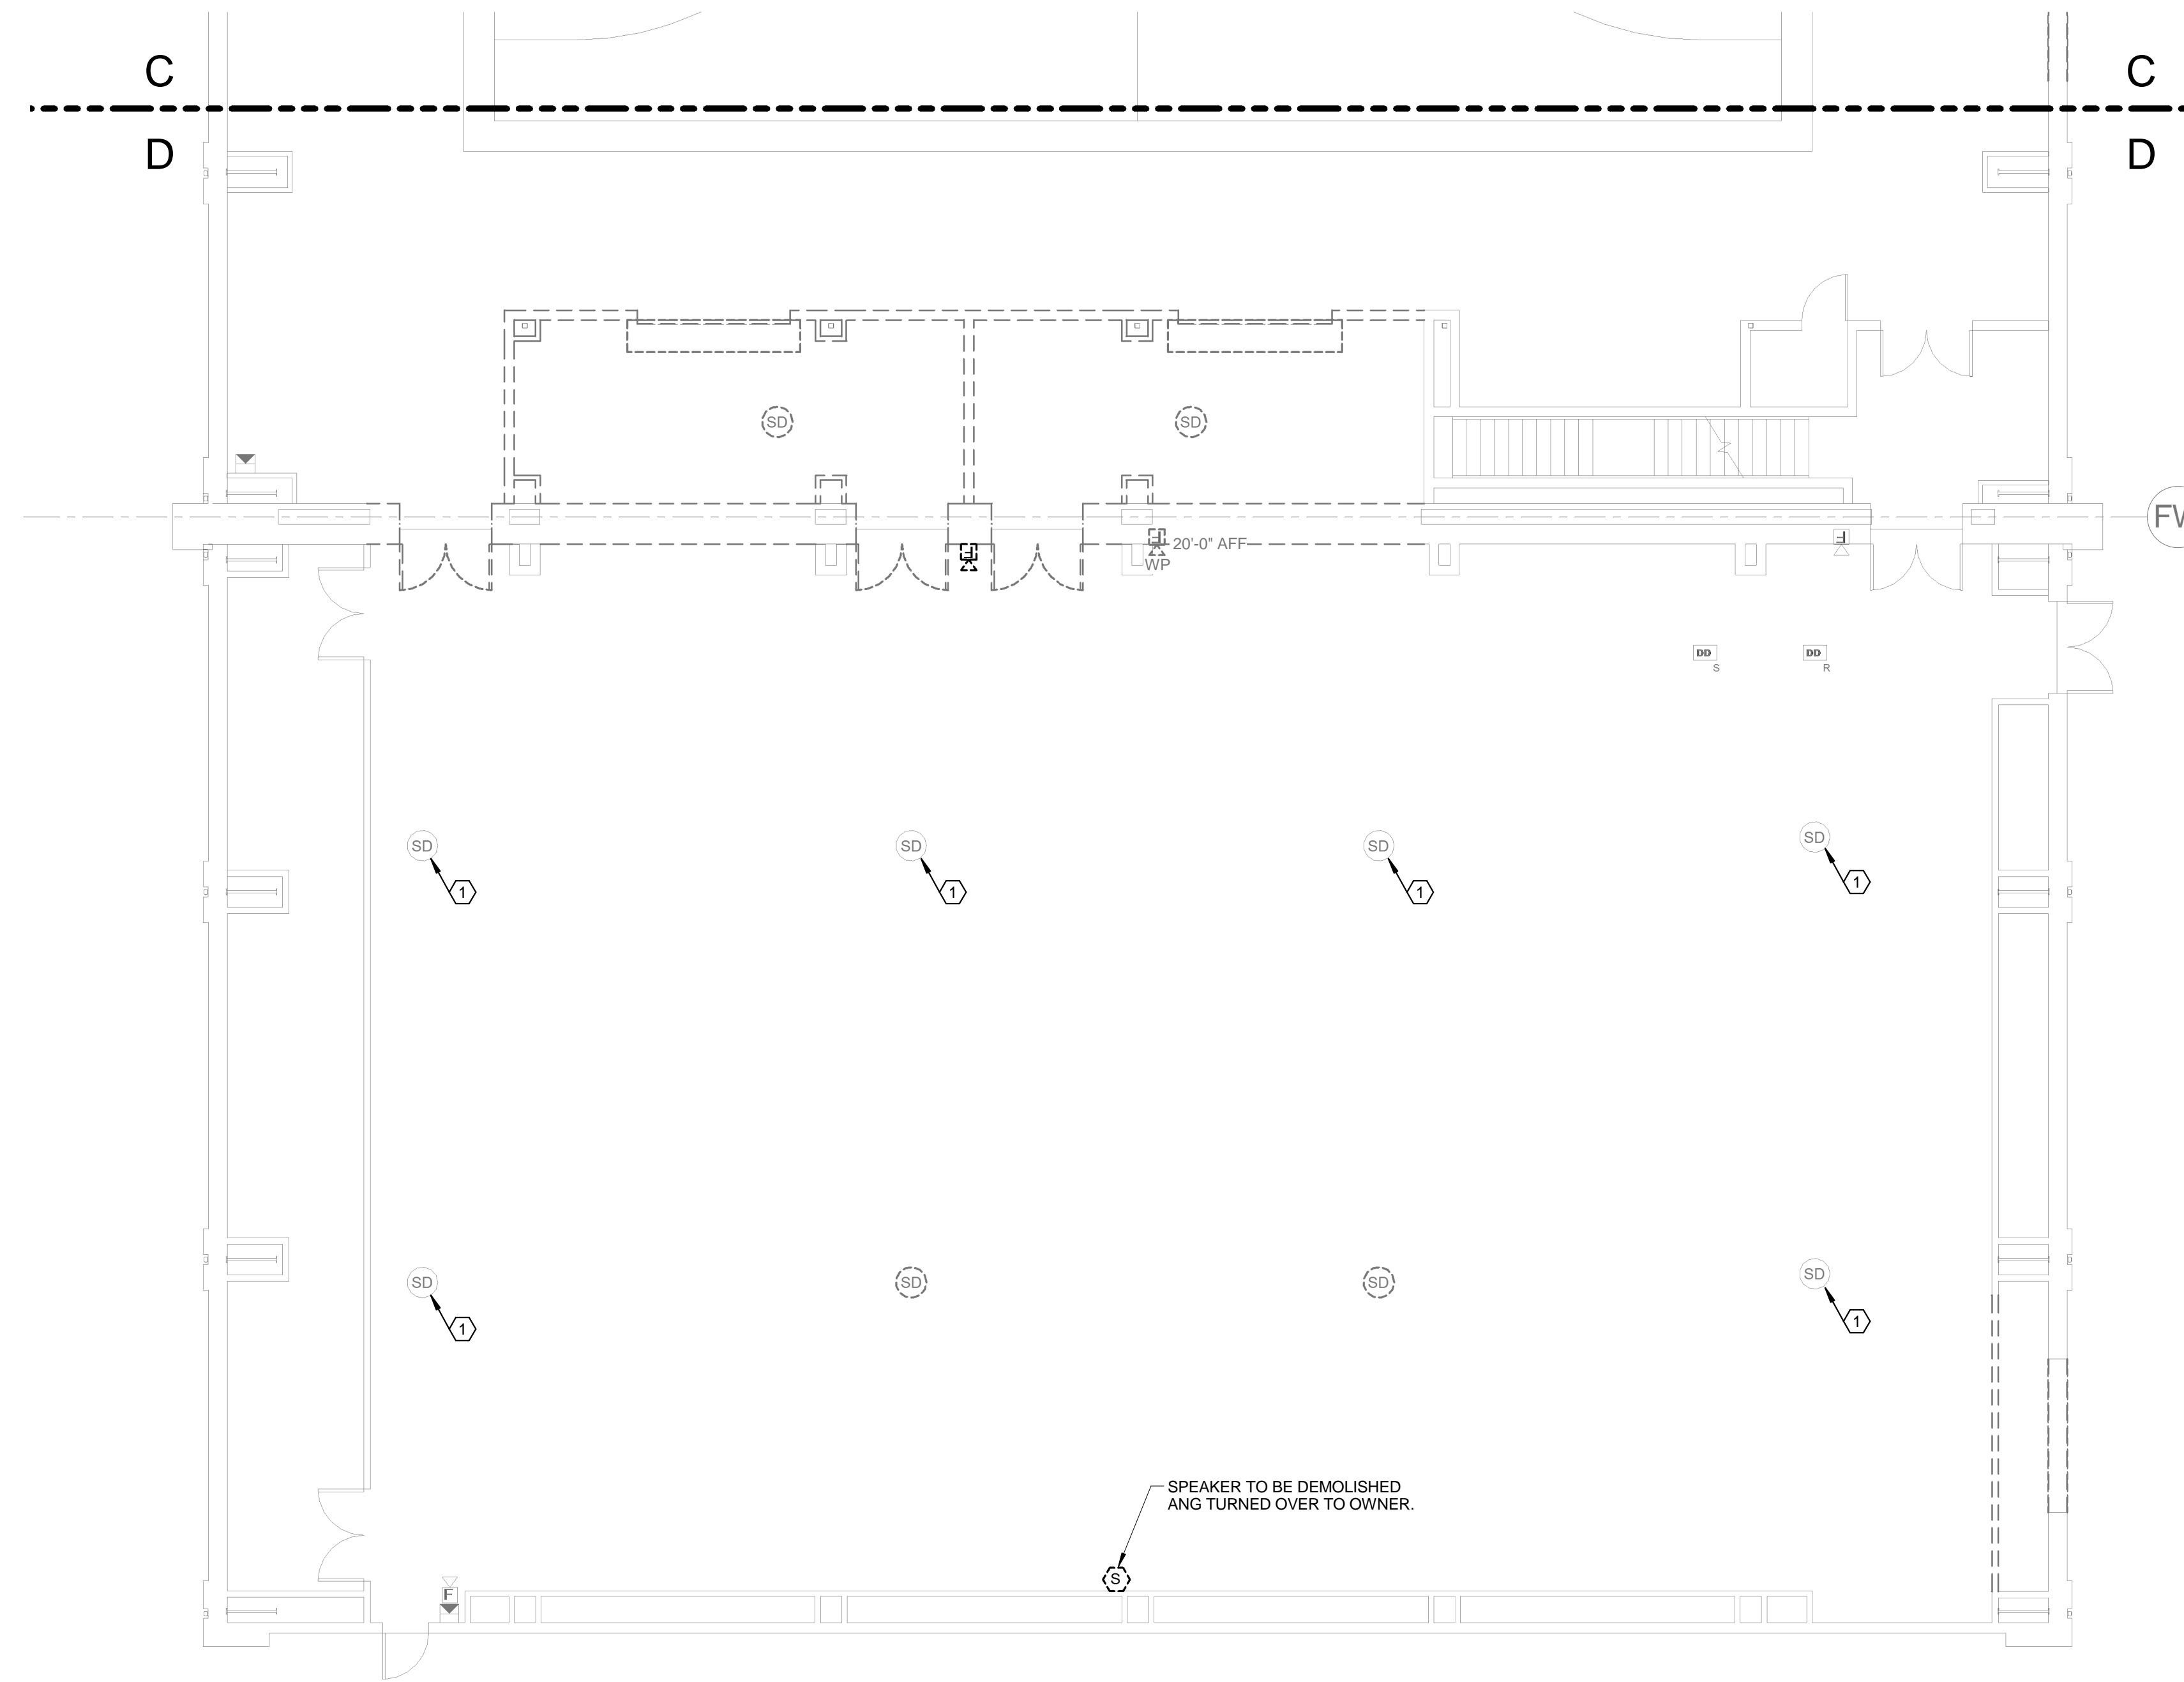 C
C
D
D
SD
SD
FW
F
F
20'-0" AFF
F
WP
DD
DD
S
R
SD
SD
SD
SD
1
1
1
1
SD
SD
SD
SD
1
1
SPEAKER TO BE DEMOLISHED
ANG TURNED OVER TO OWNER.
S
F